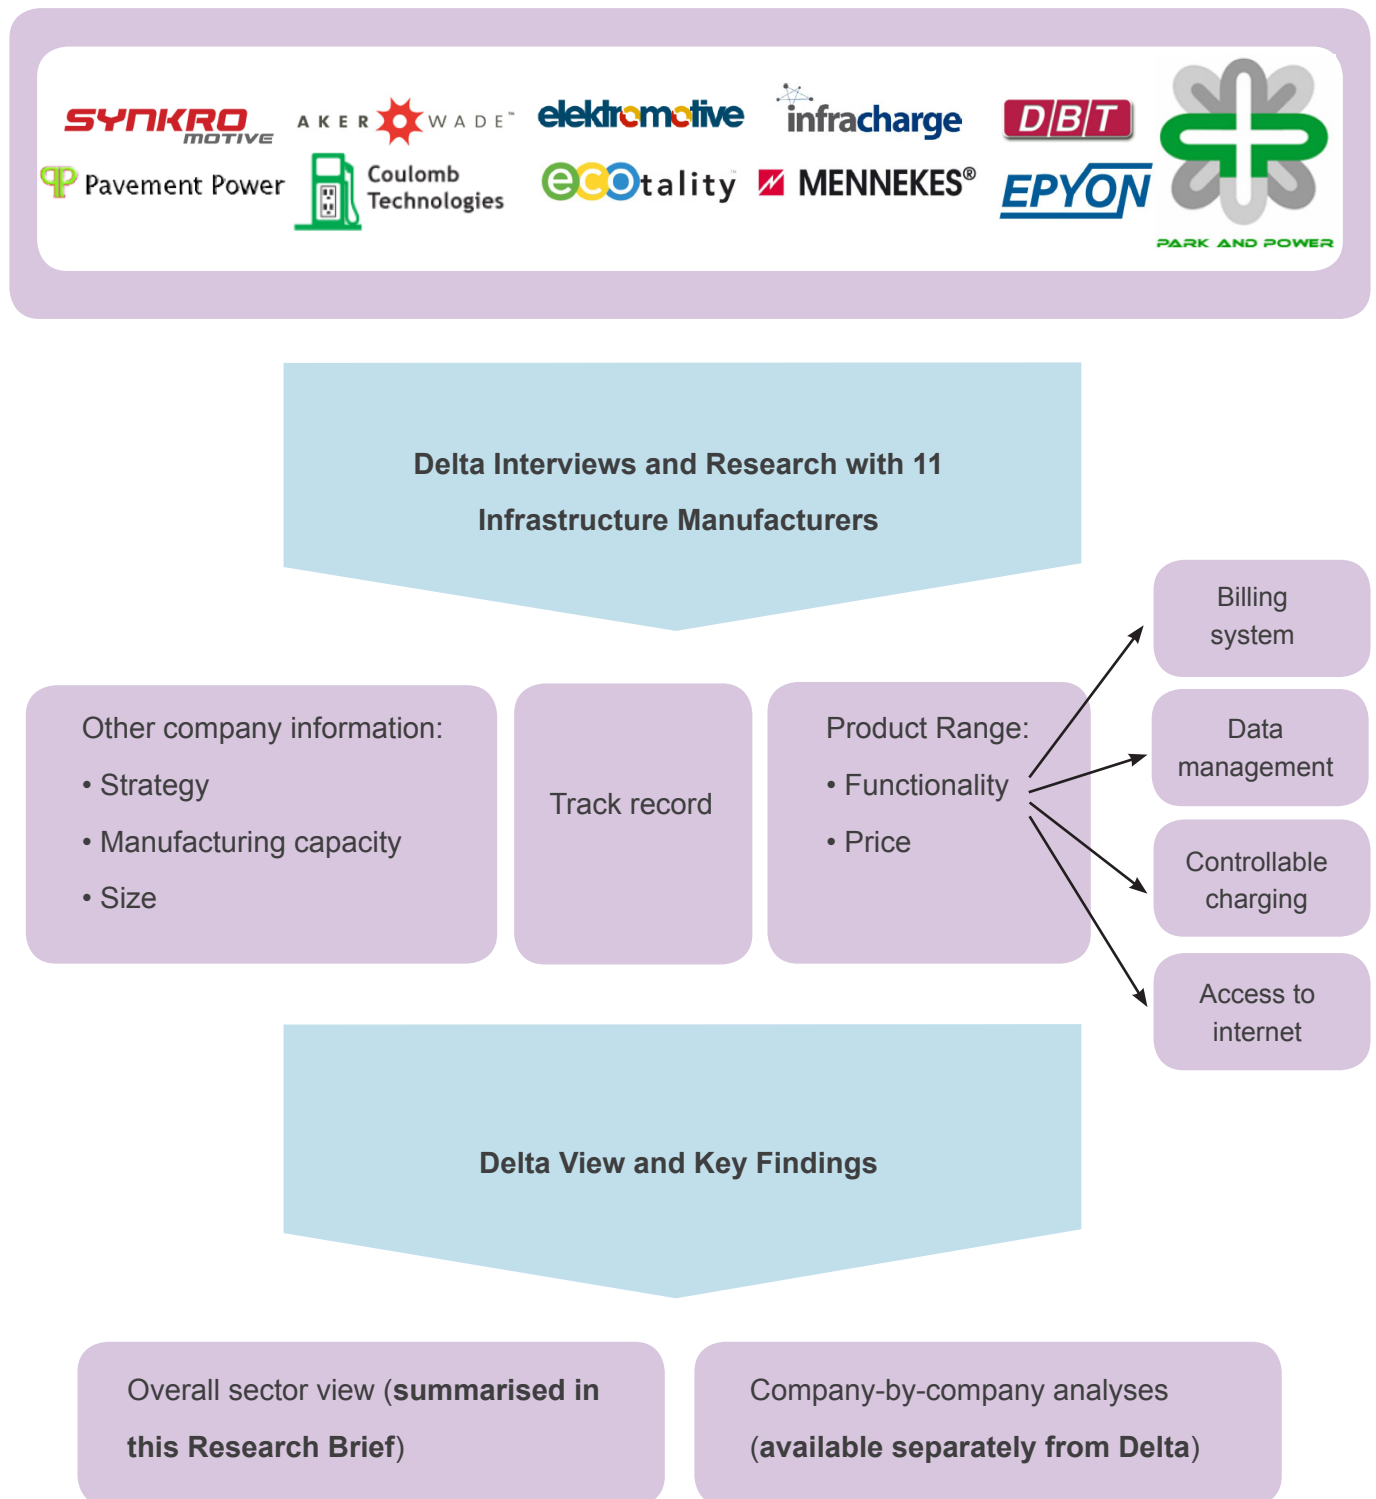 SYNKRO
MOTIVE
AKER WADE™
elektromotive
infracharge
DBT
Pavement Power
Coulomb
Technologies
ecotality™
MENNEKES®
EPYON
PARK AND POWER
Delta Interviews and Research with 11
Infrastructure Manufacturers
Other company information:
• Strategy
• Manufacturing capacity
• Size
Track record
Product Range:
• Functionality
• Price
Billing
system
Data
management
Controllable
charging
Access to
internet
Delta View and Key Findings
Overall sector view (summarised in
this Research Brief)
Company-by-company analyses
(available separately from Delta)